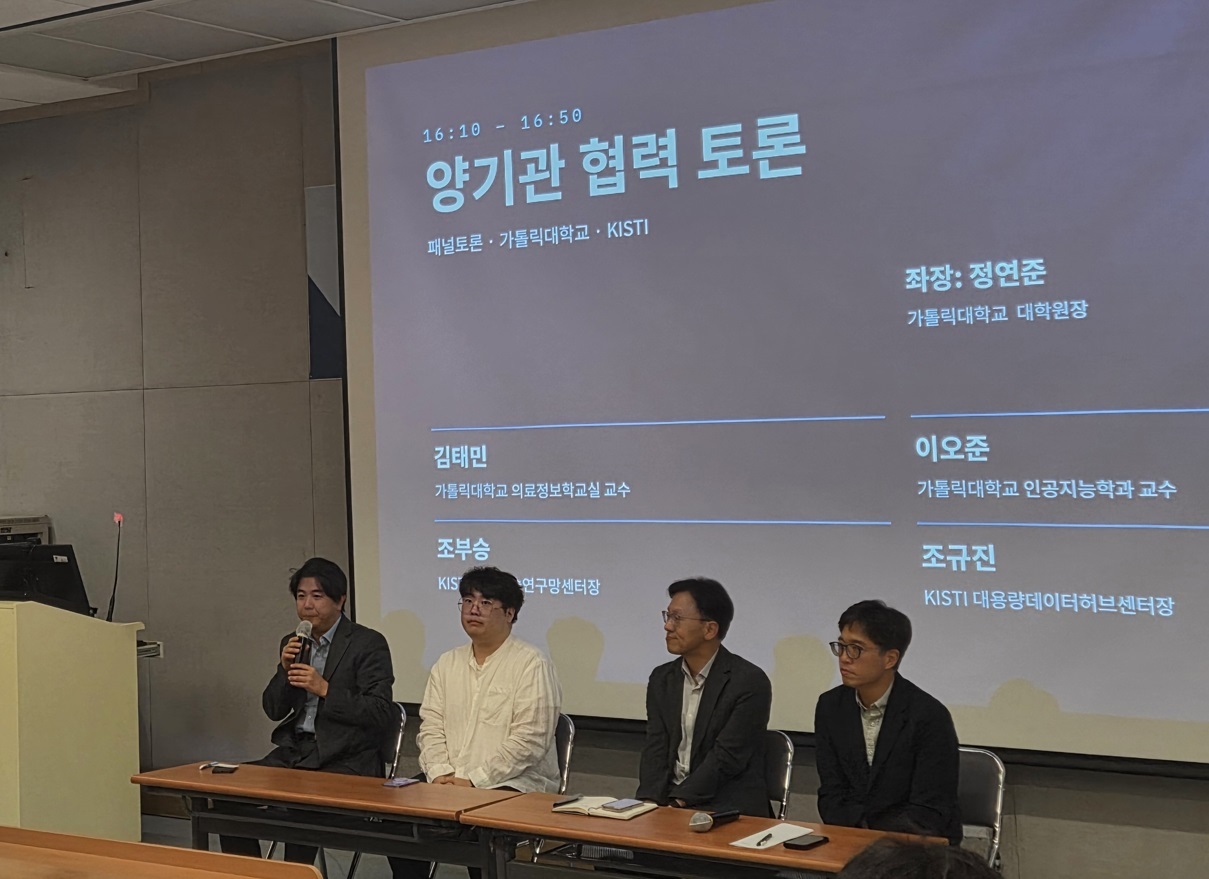 16:10 – 16:50
양기관 협력 토론
패널토론 · 가톨릭대학교 · KISTI
좌장: 정연준
가톨릭대학교 대학원장
김태민
가톨릭대학교 의료정보학교실 교수
이오준
가톨릭대학교 인공지능학과 교수
조부승
연구망센터장
조규진
KISTI 대용량데이터허브센터장